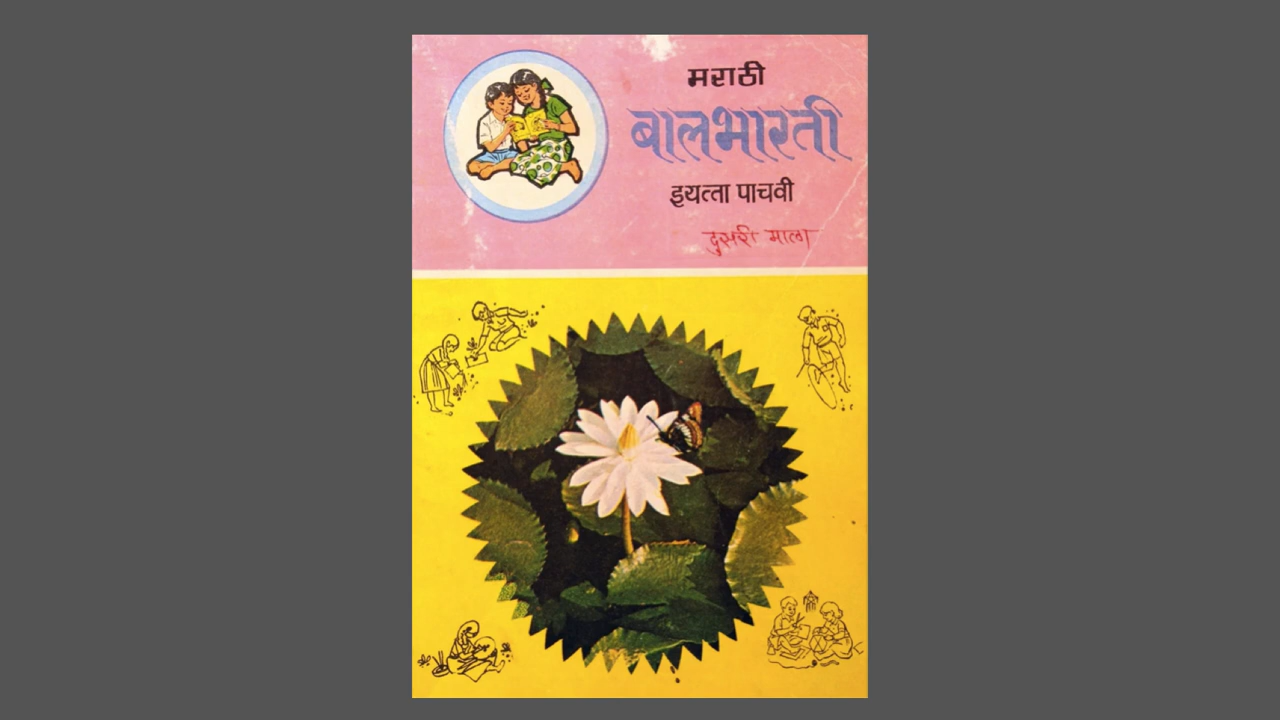 मराठी
बालभारती
इयत्ता पाचवी
दुसरी माला